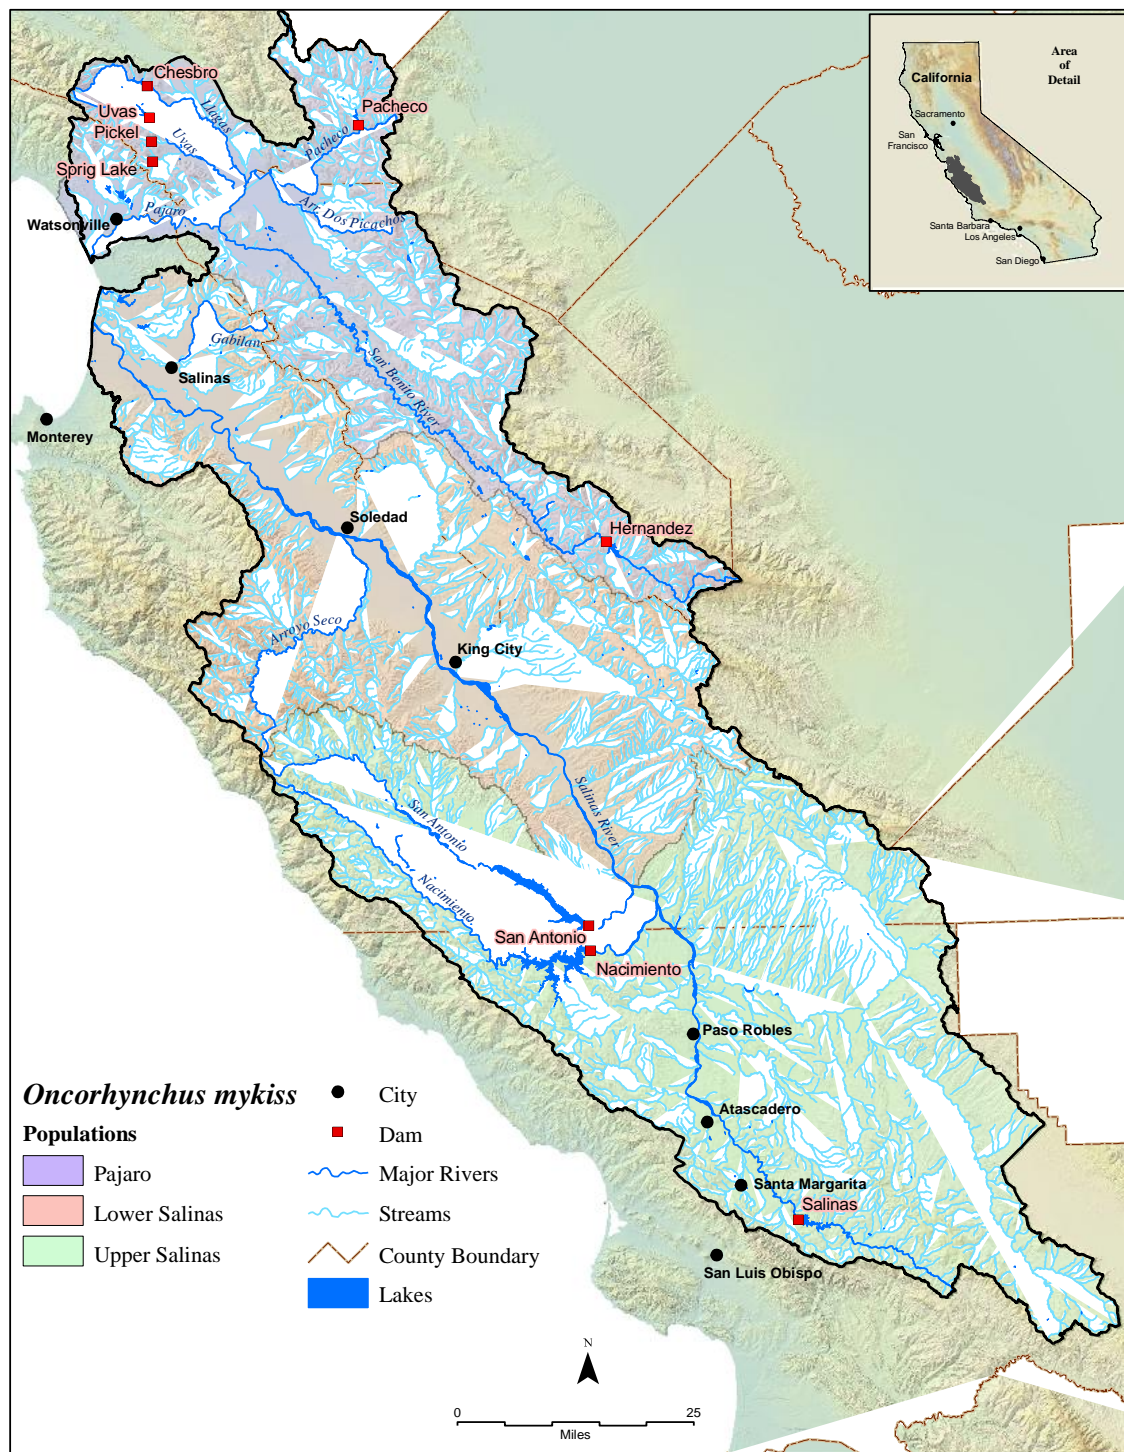 Area
of
Detail
California
Sacramento
San
Francisco
Santa Barbara
Los Angeles
San Diego
Chesbro
Llagas
Uvas
Uvas
Pickel
Sprig Lake
Pacheco
Pacheco
Arr. Dos Picachos
Watsonville
Pajaro
Gabilan
Salinas
San Benito River
Monterey
Soledad
Hernandez
Arroyo Seco
King City
Salinas River
San Antonio
Nacimiento
San Antonio
Nacimiento
Paso Robles
Atascadero
Santa Margarita
Salinas
San Luis Obispo
Oncorhynchus mykiss
Populations
Pajaro
Lower Salinas
Upper Salinas
City
Dam
Major Rivers
Streams
County Boundary
Lakes
N
0 25
Miles